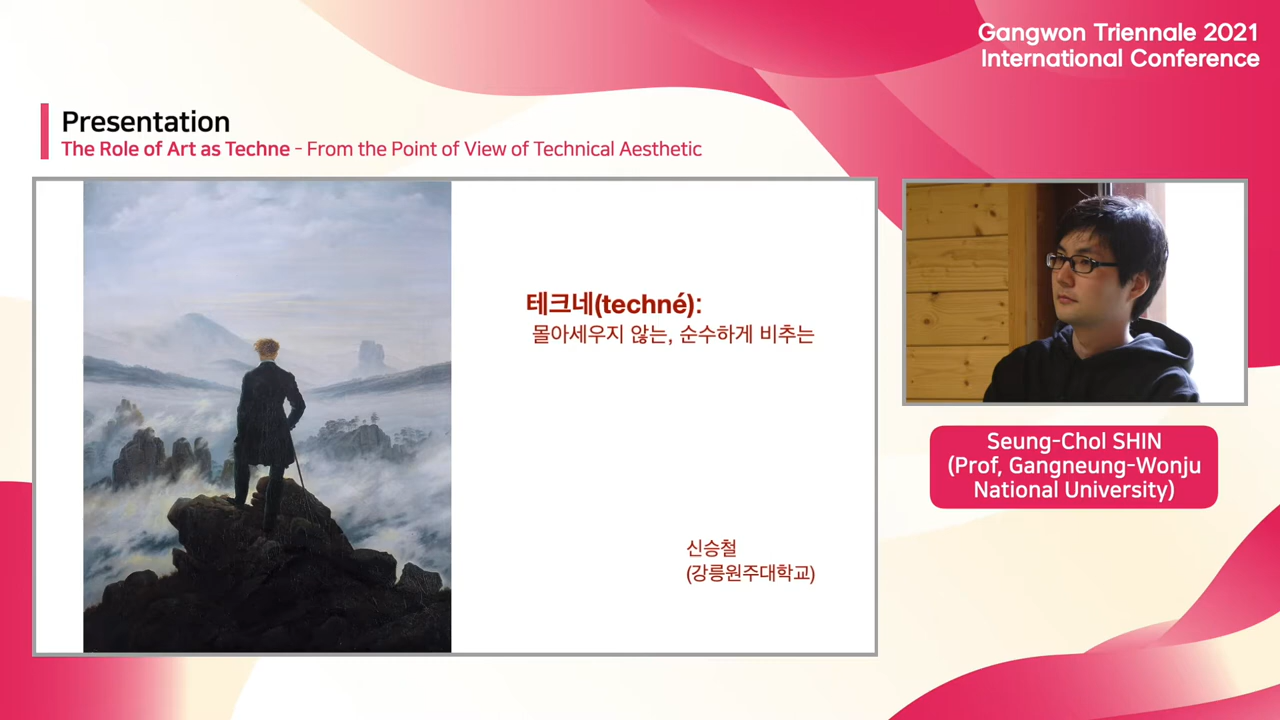 Gangwon Triennale 2021
International Conference
Presentation
The Role of Art as Techne - From the Point of View of Technical Aesthetic
테크네(techné):
몰아세우지 않는, 순수하게 비추는
신승철
(강릉원주대학교)
Seung-Chol SHIN
(Prof, Gangneung-Wonju
National University)